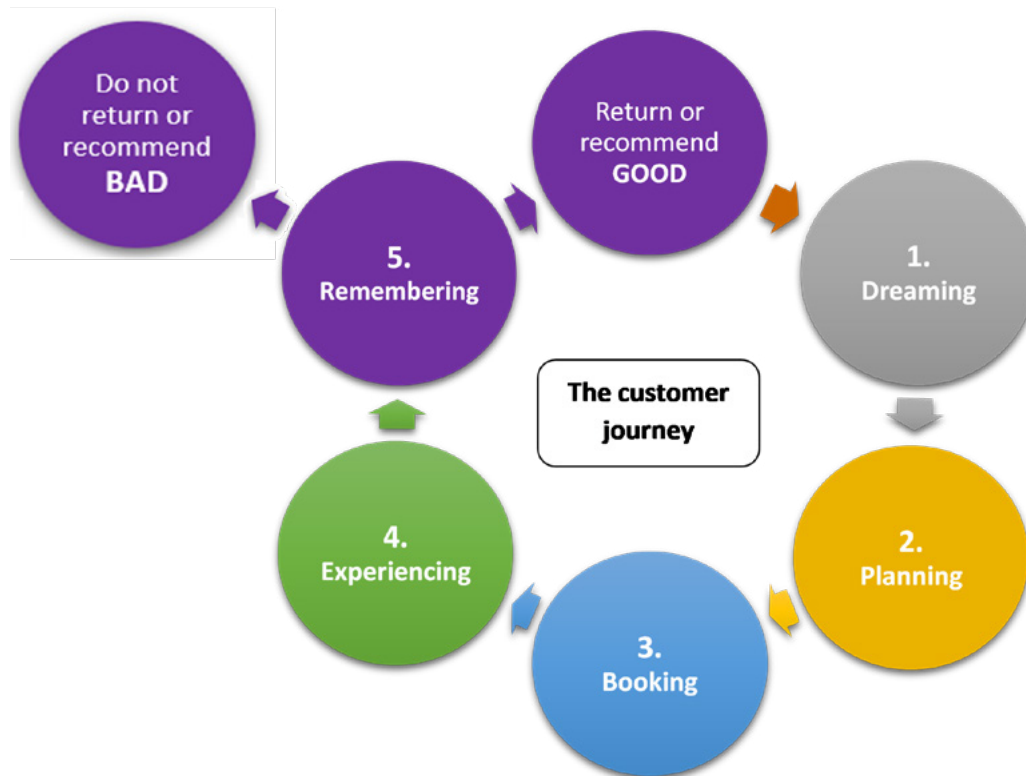 Do not
return or
recommend
BAD
Return or
recommend
GOOD
5.
Remembering
1.
Dreaming
The customer
journey
4.
Experiencing
2.
Planning
3.
Booking